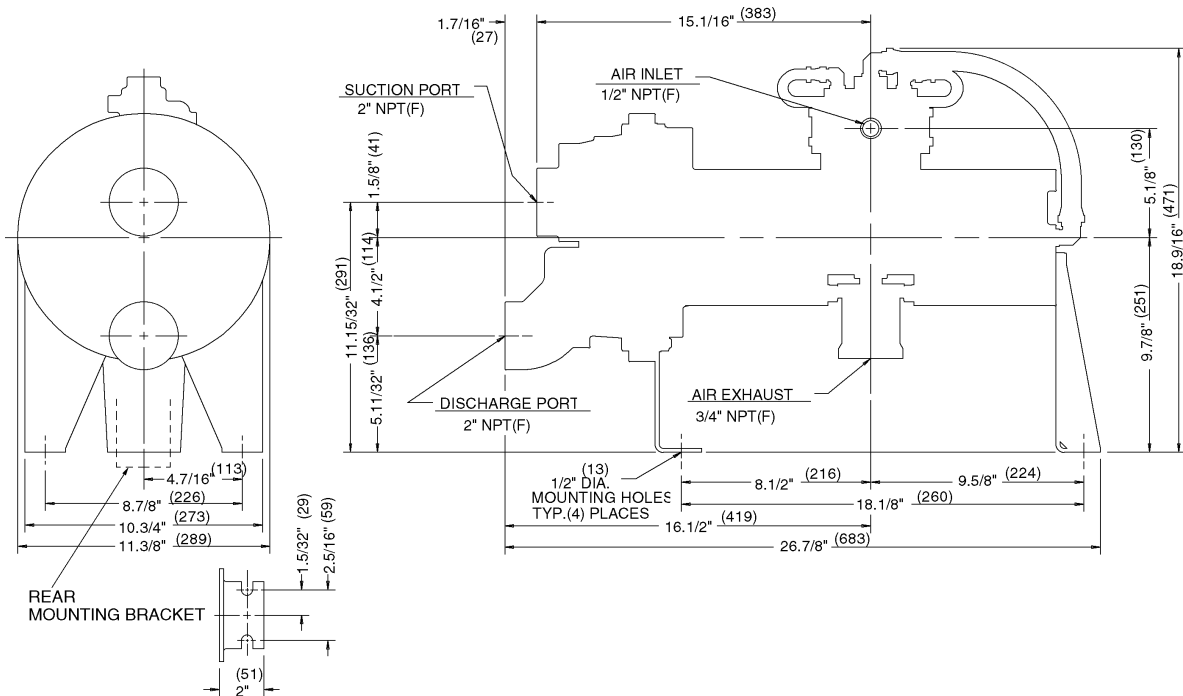 1.7/16"
(27)
15.1/16" (383)
SUCTION PORT
2" NPT(F)
AIR INLET
1/2" NPT(F)
1.5/8" (41)
4.1/2" (114)
11.15/32" (291)
5.11/32" (136)
5.1/8" (130)
18.9/16" (471)
9.7/8" (251)
DISCHARGE PORT
2" NPT(F)
AIR EXHAUST
3/4" NPT(F)
(13)
1/2" DIA.
MOUNTING HOLES
TYP.(4) PLACES
8.1/2" (216)
9.5/8" (224)
18.1/8" (260)
16.1/2" (419)
26.7/8" (683)
4.7/16" (113)
8.7/8" (226)
10.3/4" (273)
11.3/8" (289)
1.5/32" (29)
2.5/16" (59)
REAR
MOUNTING BRACKET
(51)
2"